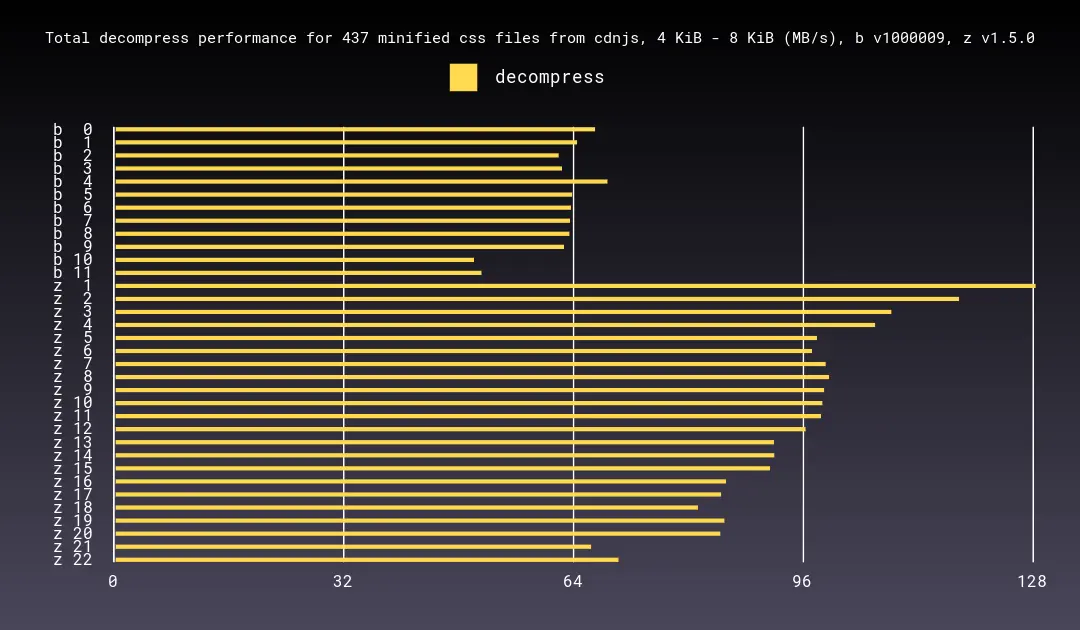 Total decompress performance for 437 minified css files from cdnjs, 4 KiB - 8 KiB (MB/s), b v1000009, z v1.5.0
decompress
b 0
b 1
b 2
b 3
b 4
b 5
b 6
b 7
b 8
b 9
b 10
b 11
z 1
z 2
z 3
z 4
z 5
z 6
z 7
z 8
z 9
z 10
z 11
z 12
z 13
z 14
z 15
z 16
z 17
z 18
z 19
z 20
z 21
z 22
0 32 64 96 128